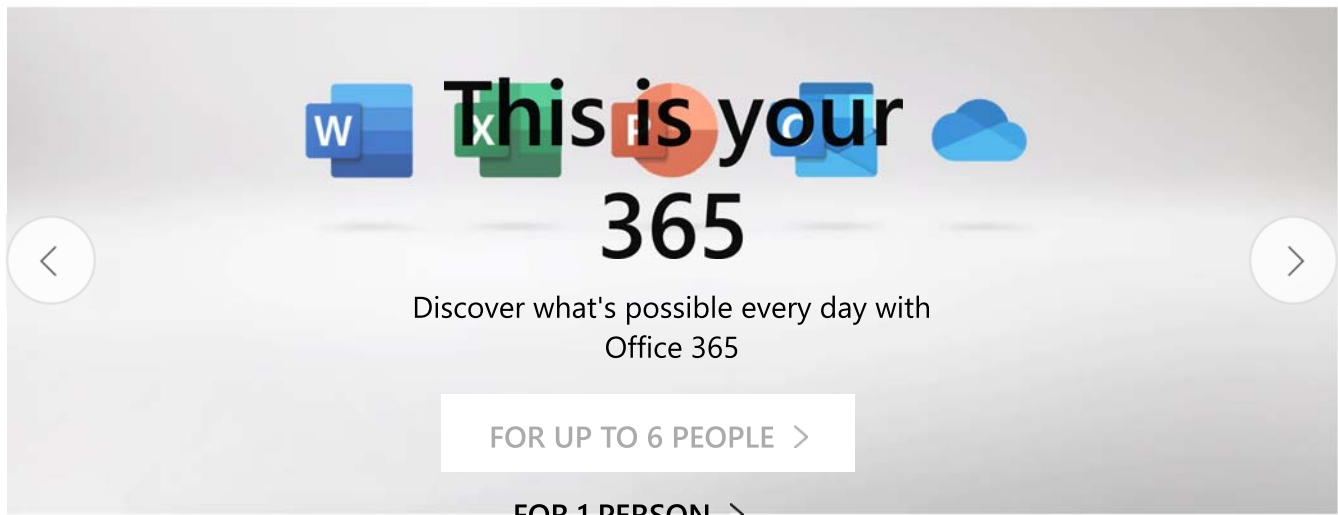 This is your
365
W
X
P
O
Discover what's possible every day with
Office 365
FOR UP TO 6 PEOPLE
FOR 1 PERSON